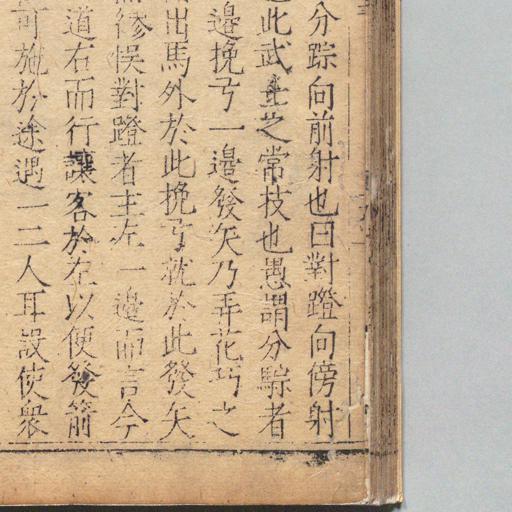 分踪向前射也曰對蹬向傍射
此武士之常技也愚謂分騌者
邊挽弓一邊發矢乃弄花巧之
出馬外於此挽弓就於此發矢
繆悞對蹬者主左一邊而言今
道右而行讓客於左以便發箭
可施於途遇一二人耳設使衆